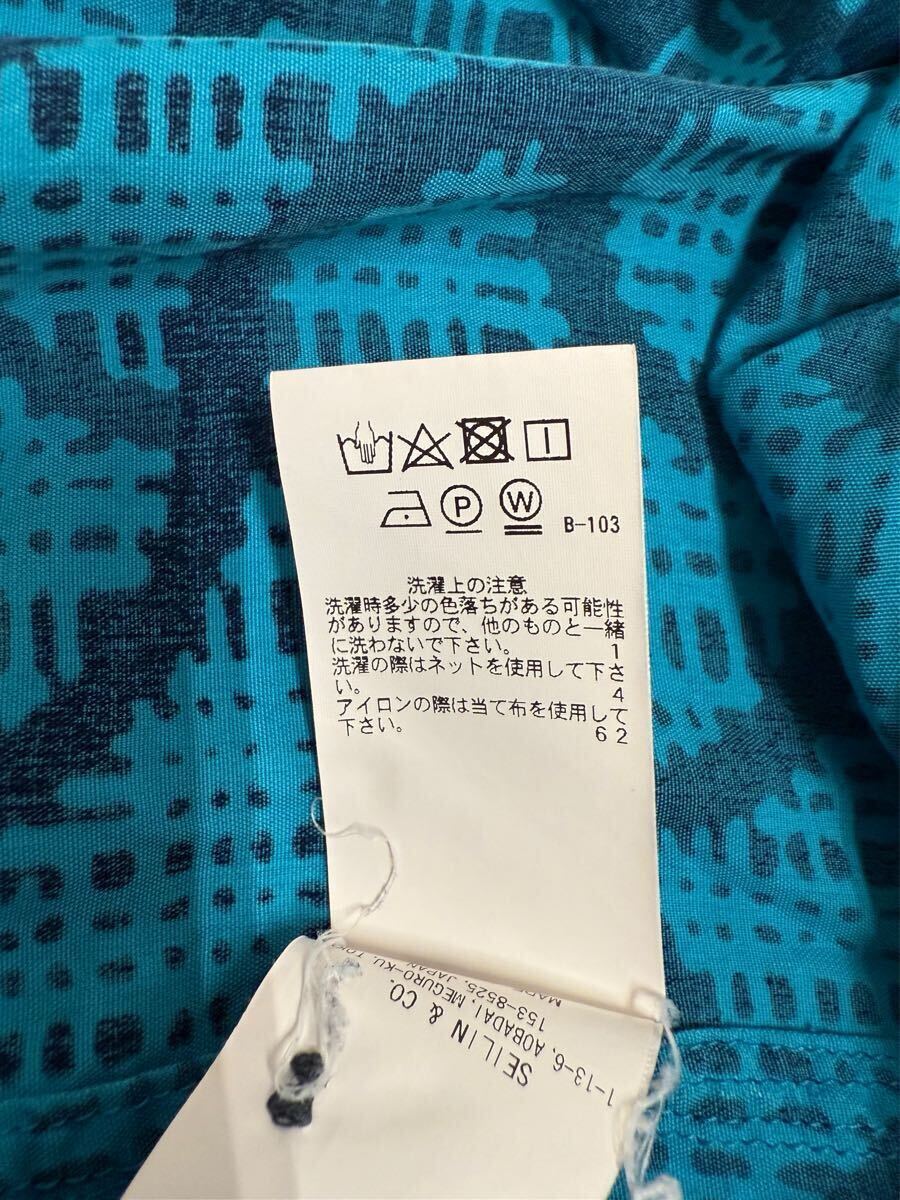 P W B-103
洗濯上の注意
洗濯時多少の色落ちがある可能性
がありますので、他のものと一緒
に洗わないで下さい。 1
洗濯の際はネットを使用して下さ
い。 4
アイロンの際は当て布を使用して
下さい。 62
SEILIN & CO.
1-13-6, AOBADAI, MEGURO-KU,
153-8525, JAPAN